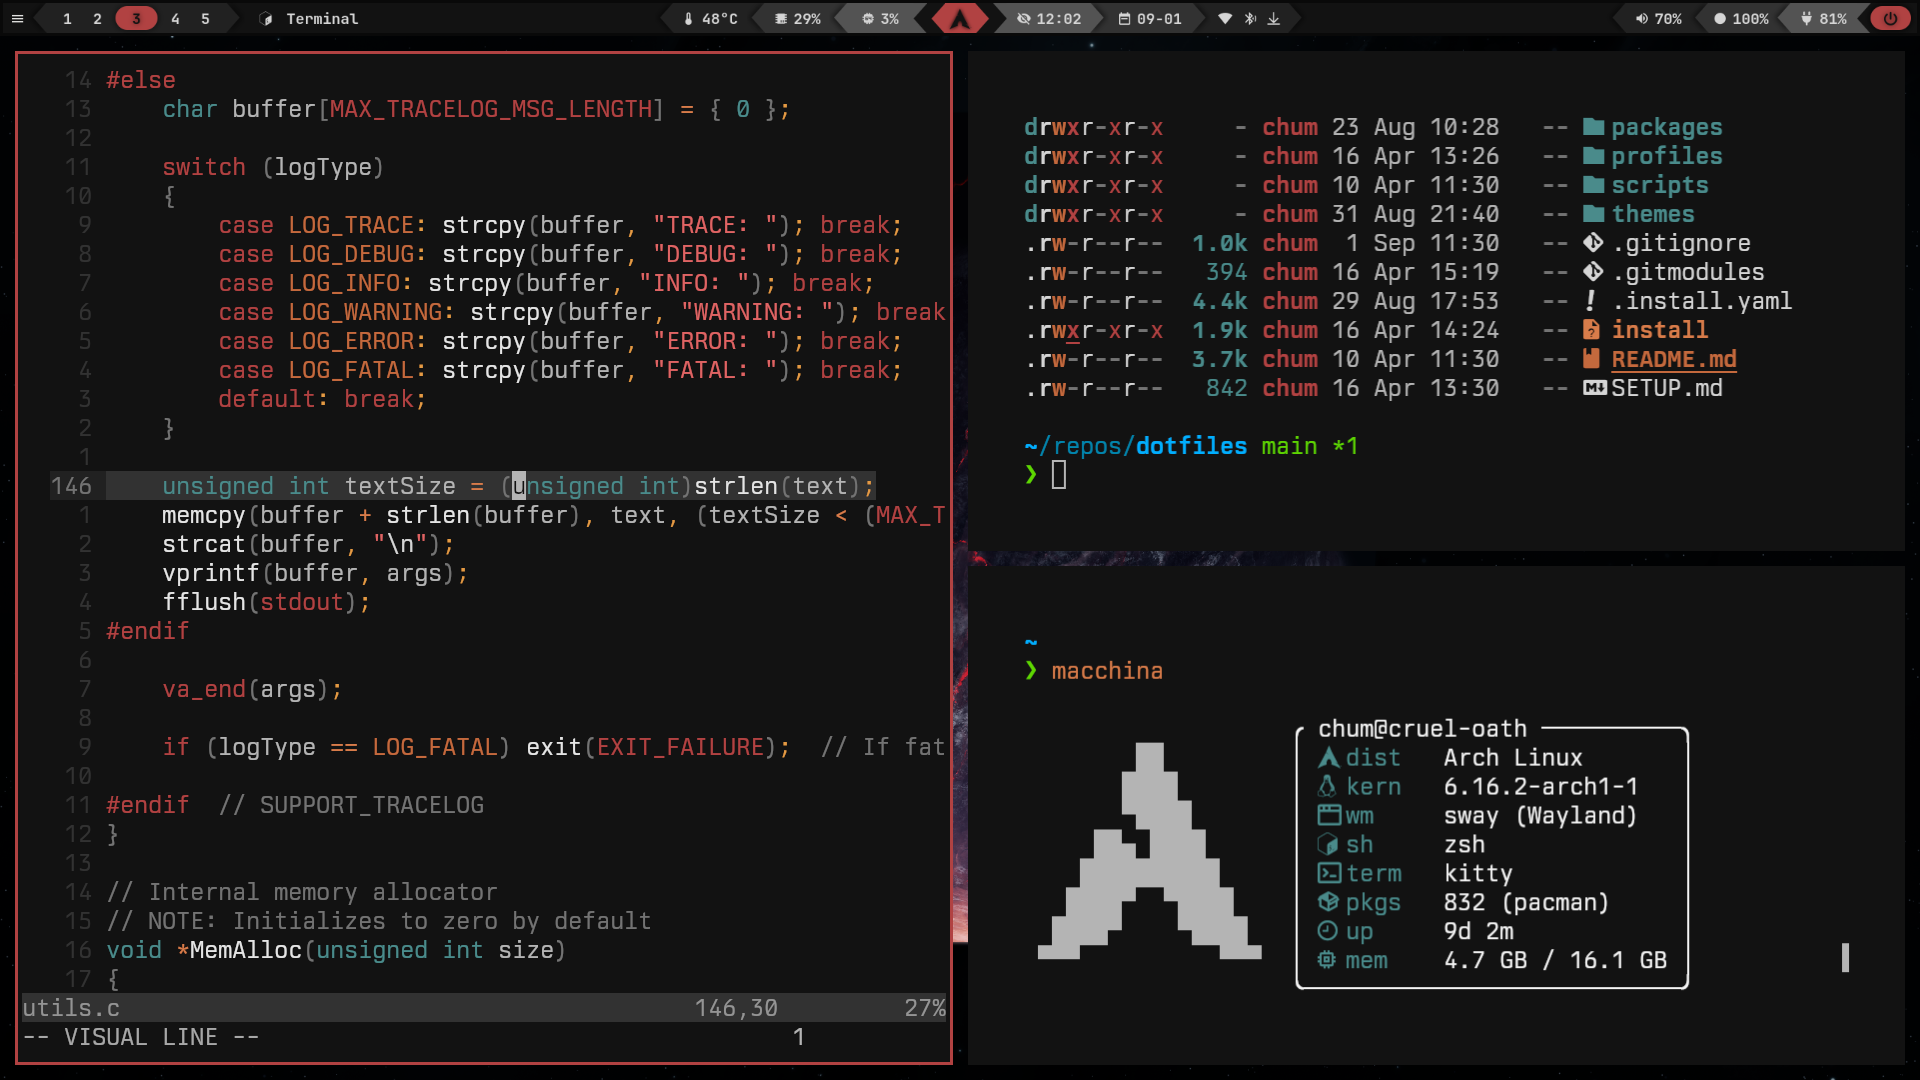 1 2 3 4 5 Terminal 48°C 29% 3% 12:02 09-01 70% 100% 81%
14 #else
13 char buffer[MAX_TRACELOG_MSG_LENGTH] = { 0 };
12
11 switch (logType)
10 {
9 case LOG_TRACE: strcpy(buffer, "TRACE: "); break;
8 case LOG_DEBUG: strcpy(buffer, "DEBUG: "); break;
7 case LOG_INFO: strcpy(buffer, "INFO: "); break;
6 case LOG_WARNING: strcpy(buffer, "WARNING: "); break
5 case LOG_ERROR: strcpy(buffer, "ERROR: "); break;
4 case LOG_FATAL: strcpy(buffer, "FATAL: "); break;
3 default: break;
2 }
1
146 unsigned int textSize = (unsigned int)strlen(text);
1 memcpy(buffer + strlen(buffer), text, (textSize < (MAX_T
2 strcat(buffer, "\n");
3 vprintf(buffer, args);
4 fflush(stdout);
5 #endif
6
7 va_end(args);
8
9 if (logType == LOG_FATAL) exit(EXIT_FAILURE); // If fat
10
11 #endif // SUPPORT_TRACELOG
12 }
13
14 // Internal memory allocator
15 // NOTE: Initializes to zero by default
16 void *MemAlloc(unsigned int size)
17 {
utils.c 146,30 27%
-- VISUAL LINE -- 1
drwxr-xr-x - chum 23 Aug 10:28 -- packages
drwxr-xr-x - chum 16 Apr 13:26 -- profiles
drwxr-xr-x - chum 10 Apr 11:30 -- scripts
drwxr-xr-x - chum 31 Aug 21:40 -- themes
.rw-r--r-- 1.0k chum 1 Sep 11:30 -- .gitignore
.rw-r--r-- 394 chum 16 Apr 15:19 -- .gitmodules
.rw-r--r-- 4.4k chum 29 Aug 17:53 -- ! .install.yaml
.rwxr-xr-x 1.9k chum 16 Apr 14:24 -- install
.rw-r--r-- 3.7k chum 10 Apr 11:30 -- README.md
.rw-r--r-- 842 chum 16 Apr 13:30 -- SETUP.md
~/repos/dotfiles main *1
❯
~
❯ macchina
chum@cruel-oath
dist Arch Linux
kern 6.16.2-arch1-1
wm sway (Wayland)
sh zsh
term kitty
pkgs 832 (pacman)
up 9d 2m
mem 4.7 GB / 16.1 GB